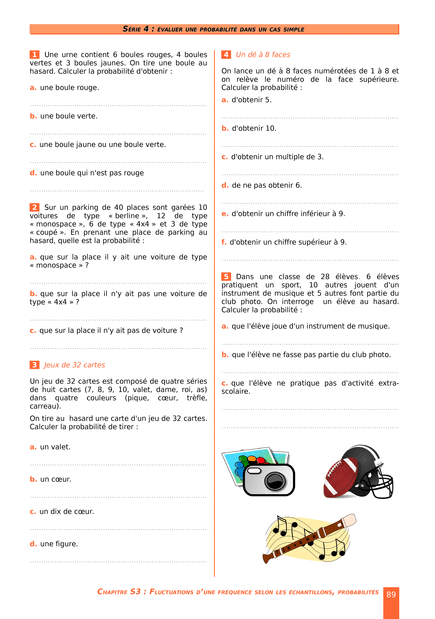 SÉRIE 4 : ÉVALUER UNE PROBABILITÉ DANS UN CAS SIMPLE
1 Une urne contient 6 boules rouges, 4 boules
vertes et 3 boules jaunes. On tire une boule au
hasard. Calculer la probabilité d'obtenir :
a. une boule rouge.
b. une boule verte.
c. une boule jaune ou une boule verte.
d. une boule qui n'est pas rouge
2 Sur un parking de 40 places sont garées 10
voitures de type « berline », 12 de type
« monospace », 6 de type « 4x4 » et 3 de type
« coupé ». En prenant une place de parking au
hasard, quelle est la probabilité :
a. que sur la place il y ait une voiture de type
« monospace » ?
b. que sur la place il n'y ait pas une voiture de
type « 4x4 » ?
c. que sur la place il n'y ait pas de voiture ?
3 Jeux de 32 cartes
Un jeu de 32 cartes est composé de quatre séries
de huit cartes (7, 8, 9, 10, valet, dame, roi, as)
dans quatre couleurs (pique, cœur, trèfle,
carreau).
On tire au hasard une carte d'un jeu de 32 cartes.
Calculer la probabilité de tirer :
a. un valet.
b. un cœur.
c. un dix de cœur.
d. une figure.
4 Un dé à 8 faces
On lance un dé à 8 faces numérotées de 1 à 8 et
on relève le numéro de la face supérieure.
Calculer la probabilité :
a. d'obtenir 5.
b. d'obtenir 10.
c. d'obtenir un multiple de 3.
d. de ne pas obtenir 6.
e. d'obtenir un chiffre inférieur à 9.
f. d'obtenir un chiffre supérieur à 9.
5 Dans une classe de 28 élèves, 6 élèves
pratiquent un sport, 10 autres jouent d'un
instrument de musique et 5 autres font partie du
club photo. On interroge un élève au hasard.
Calculer la probabilité :
a. que l'élève joue d'un instrument de musique.
b. que l'élève ne fasse pas partie du club photo.
c. que l'élève ne pratique pas d'activité extra-
scolaire.
CHAPITRE S3 : FLUCTUATIONS D'UNE FRÉQUENCE SELON LES ÉCHANTILLONS, PROBABILITÉS 89